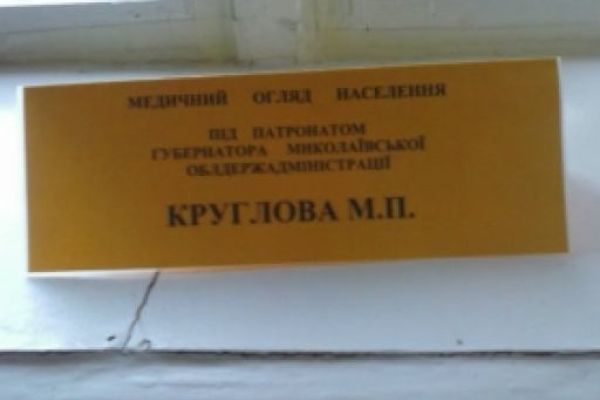 МЕДИЧНИЙ ОГЛЯД НАСЕЛЕННЯ
ПІД ПАТРОНАТОМ
ГУБЕРНАТОРА МИКОЛАЇВСЬКОЇ
ОБЛДЕРЖАДМІНІСТРАЦІЇ
КРУГЛОВА М.П.